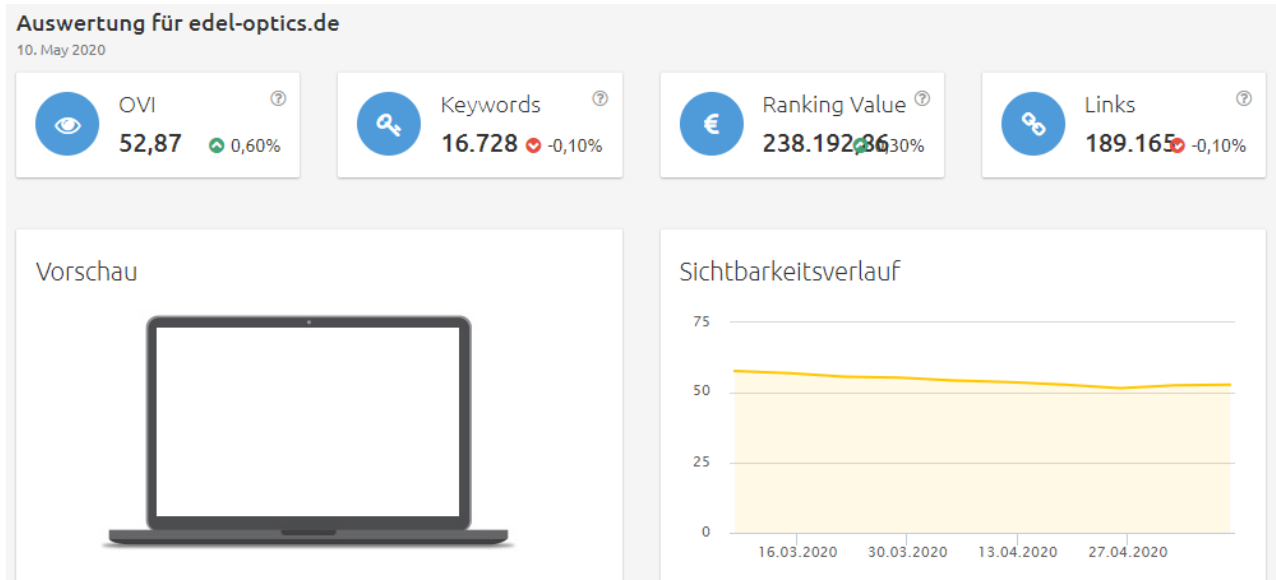 Auswertung für edel-optics.de
10. May 2020
OVI
52,87 0,60%
Keywords
16.728 -0,10%
Ranking Value
238.192,86 0,30%
Links
189.165 -0,10%
Vorschau
Sichtbarkeitsverlauf
75
50
25
0
16.03.2020 30.03.2020 13.04.2020 27.04.2020